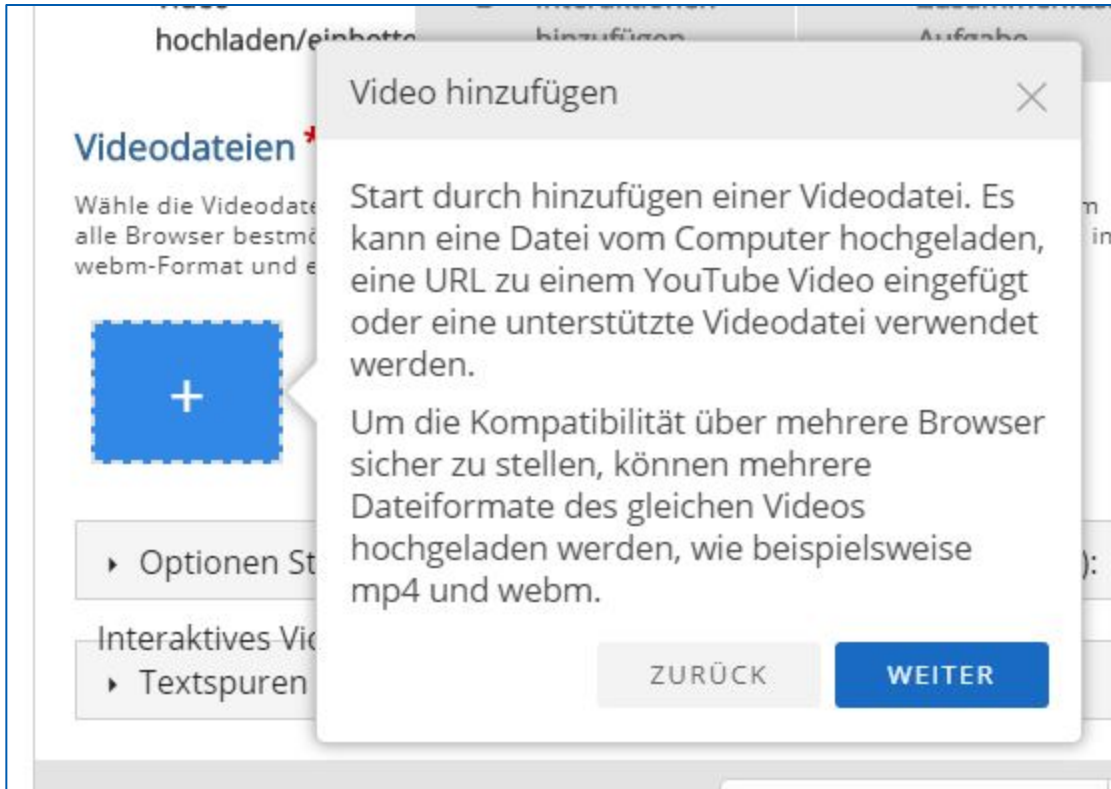 hochladen/einbette
hinzufügen
Aufgabe
Video hinzufügen
Videodateien *
Wähle die Videodate
alle Browser bestmö
webm-Format und e
m
in
Start durch hinzufügen einer Videodatei. Es
kann eine Datei vom Computer hochgeladen,
eine URL zu einem YouTube Video eingefügt
oder eine unterstützte Videodatei verwendet
werden.
+
Um die Kompatibilität über mehrere Browser
sicher zu stellen, können mehrere
Dateiformate des gleichen Videos
hochgeladen werden, wie beispielsweise
mp4 und webm.
Optionen St
):
Interaktives Vid
Textspuren
ZURÜCK
WEITER